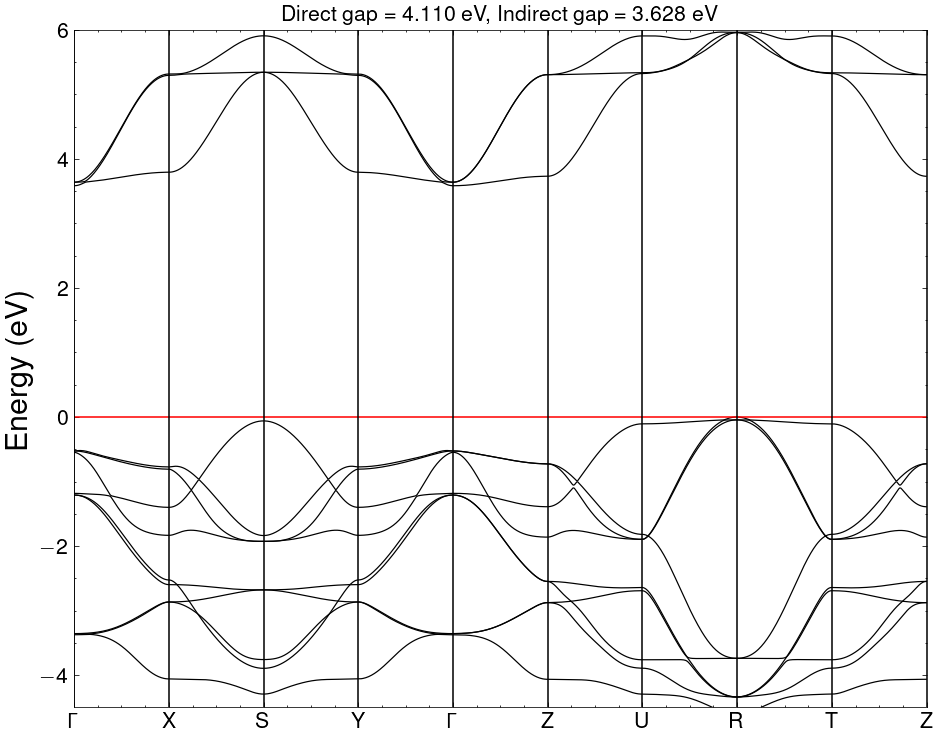 Direct gap = 4.110 eV, Indirect gap = 3.628 eV
Energy (eV)
6
4
2
0
−2
−4
Γ X S Y Γ Z U R T Z